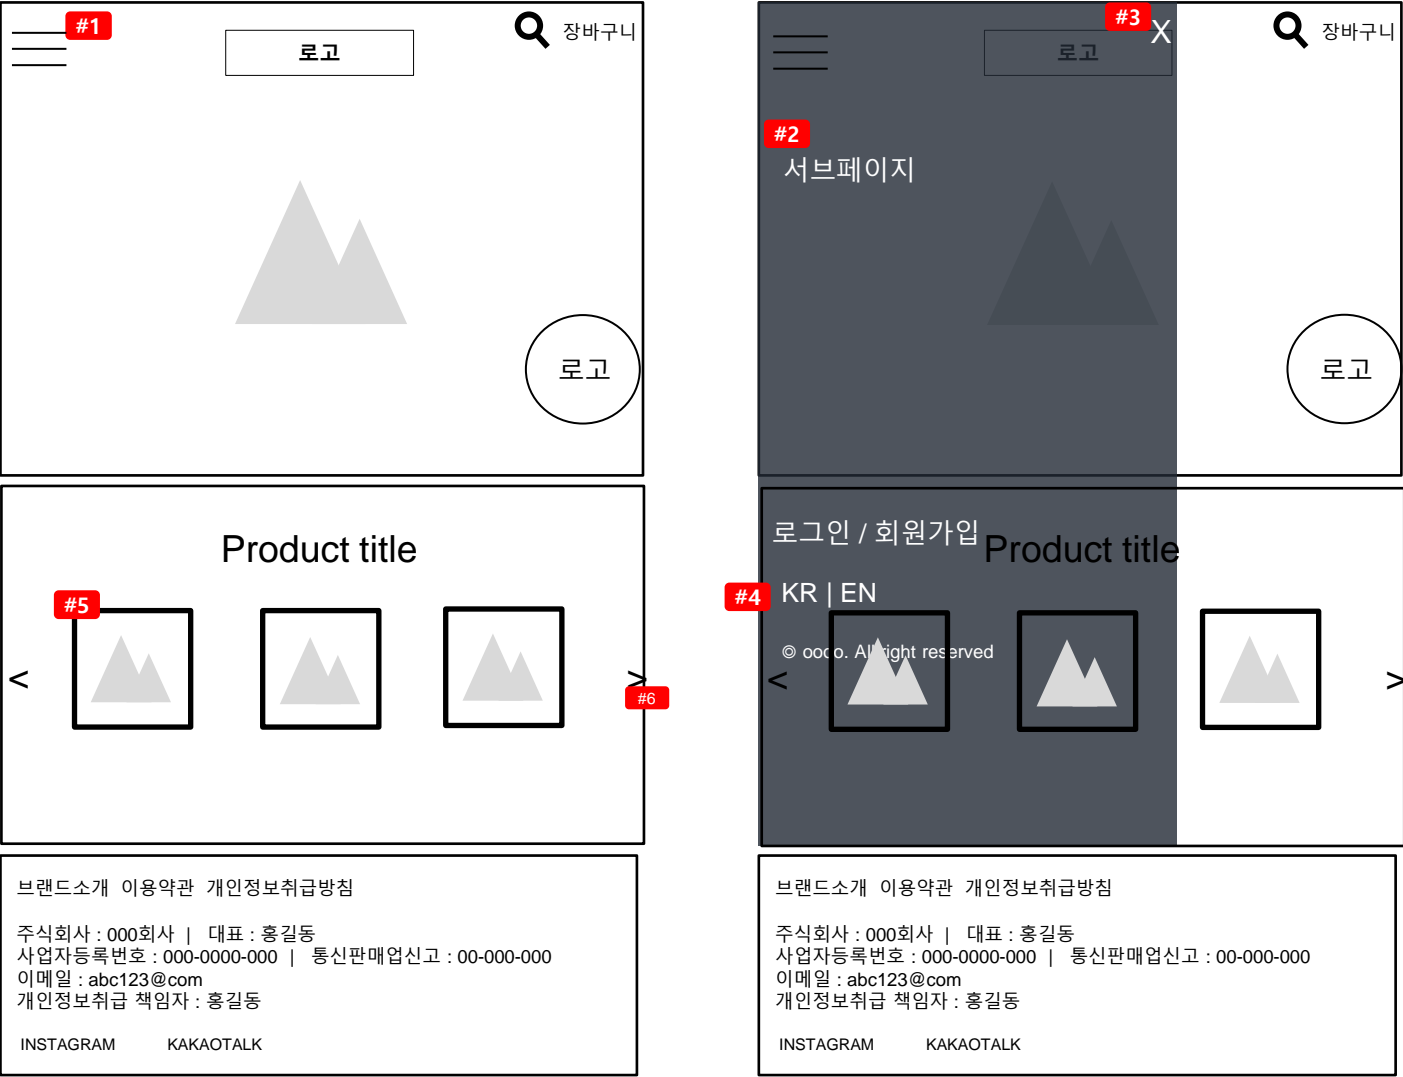 #1
로고
장바구니
로고
Product title
#5
<
>
#6
브랜드소개 이용약관 개인정보취급방침
주식회사 : 000회사 | 대표 : 홍길동
사업자등록번호 : 000-0000-000 | 통신판매업신고 : 00-000-000
이메일 : abc123@com
개인정보취급 책임자 : 홍길동
INSTAGRAM KAKAOTALK
#3
X
로고
장바구니
#2
서브페이지
로고
로그인 / 회원가입
Product title
#4
KR | EN
© oooo. All right reserved
<
>
브랜드소개 이용약관 개인정보취급방침
주식회사 : 000회사 | 대표 : 홍길동
사업자등록번호 : 000-0000-000 | 통신판매업신고 : 00-000-000
이메일 : abc123@com
개인정보취급 책임자 : 홍길동
INSTAGRAM KAKAOTALK